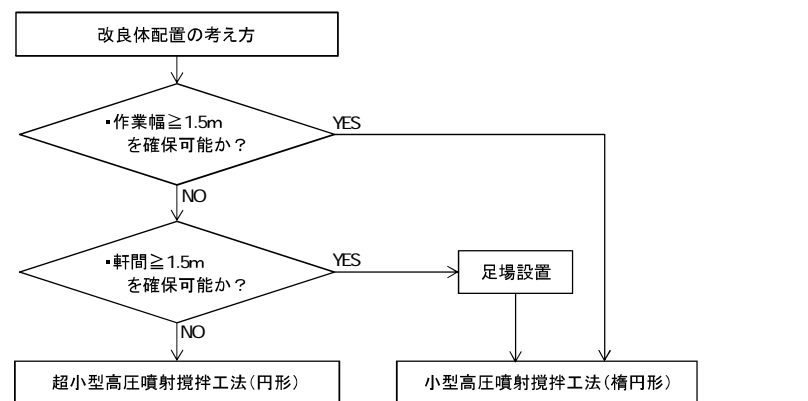 改良体配置の考え方
・作業幅≧1.5m
を確保可能か？
YES
NO
・軒間≧1.5m
を確保可能か？
YES
足場設置
NO
超小型高圧噴射攪拌工法(円形)
小型高圧噴射攪拌工法(楕円形)